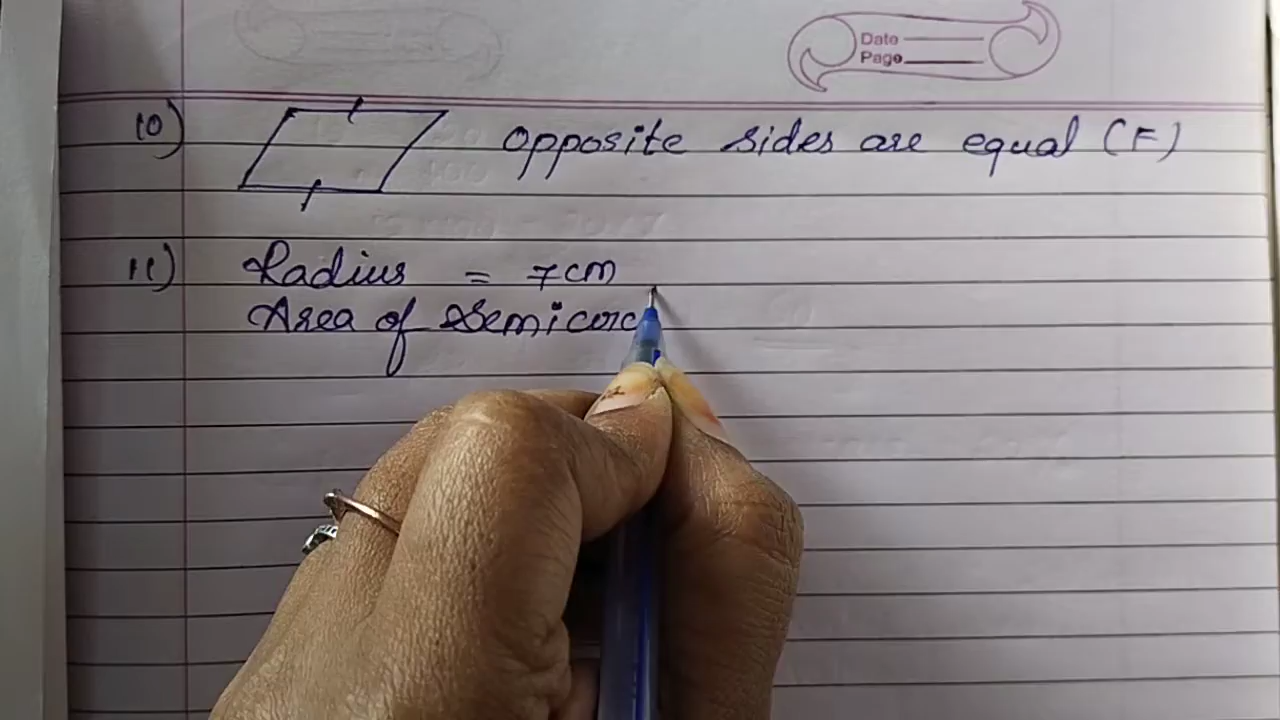 Date
Page
10) opposite sides are equal (F)
11) Radius = 7cm
Area of Semicirc